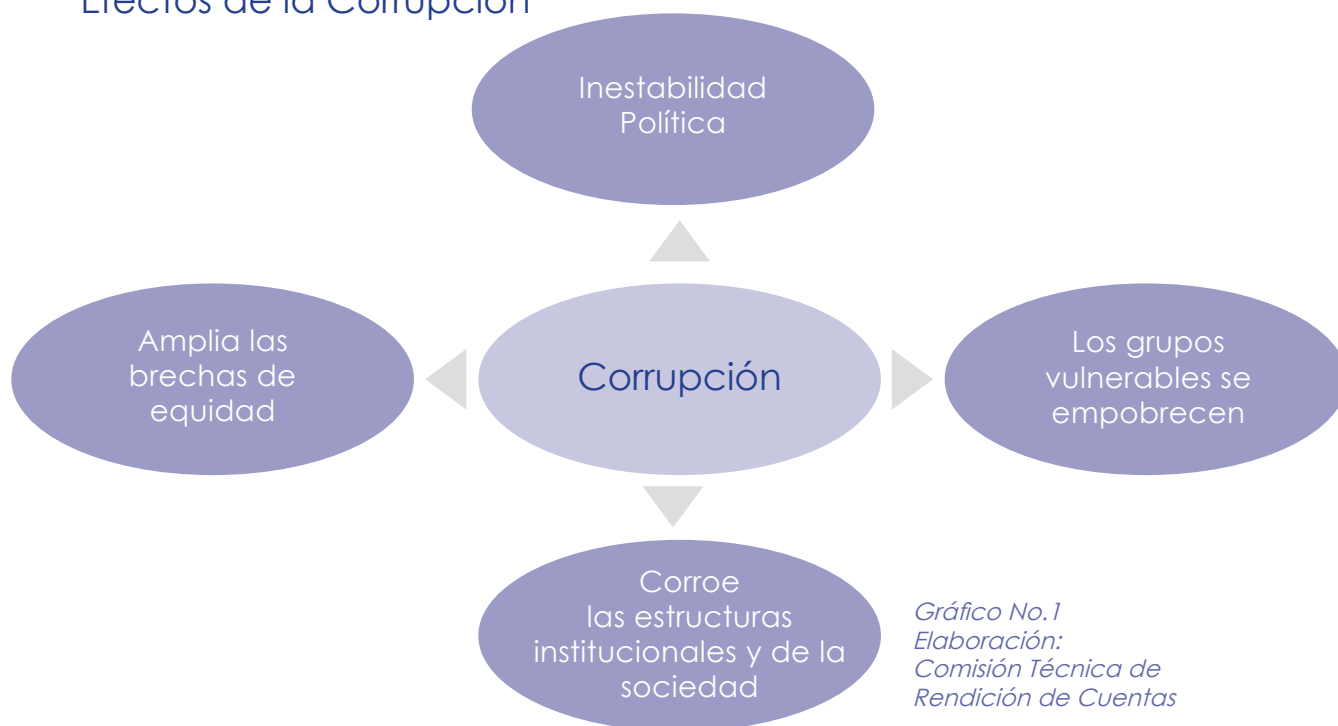 Efectos de la Corrupción
Inestabilidad
Política
Amplia las
brechas de
equidad
Corrupción
Los grupos
vulnerables se
empobrecen
Corroe
las estructuras
institucionales y de la
sociedad
Gráfico No.1
Elaboración:
Comisión Técnica de
Rendición de Cuentas